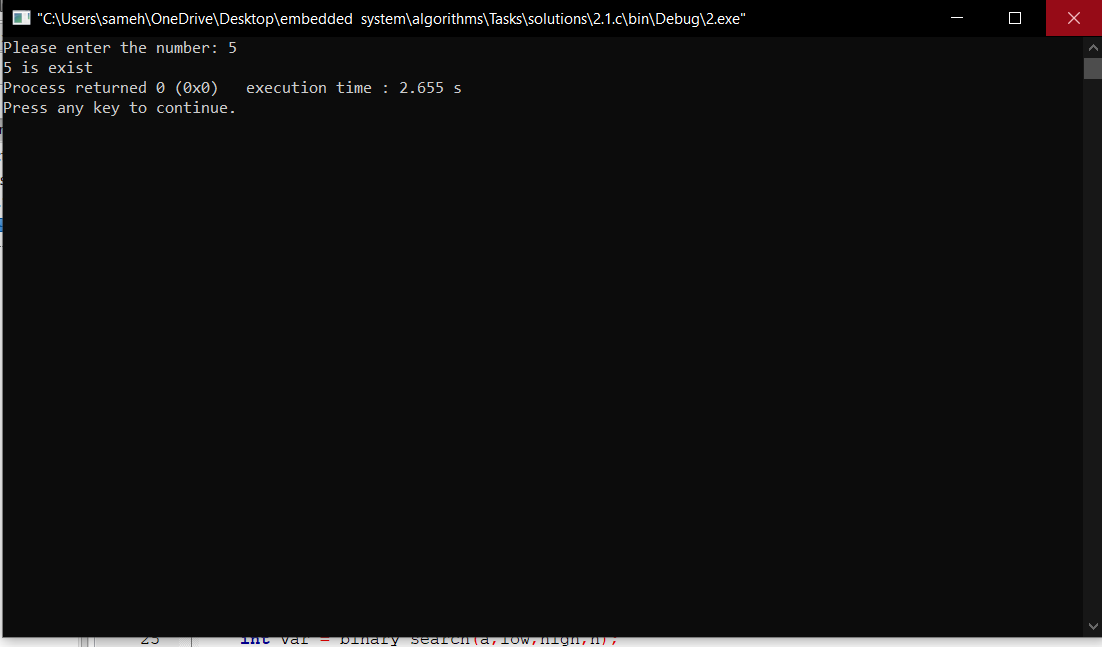 "C:\Users\sameh\OneDrive\Desktop\embedded  system\algorithms\Tasks\solutions\2.1.c\bin\Debug\2.exe"
Please enter the number: 5
5 is exist
Process returned 0 (0x0)   execution time : 2.655 s
Press any key to continue.
25 int var = binary_search(a,low,high,n);